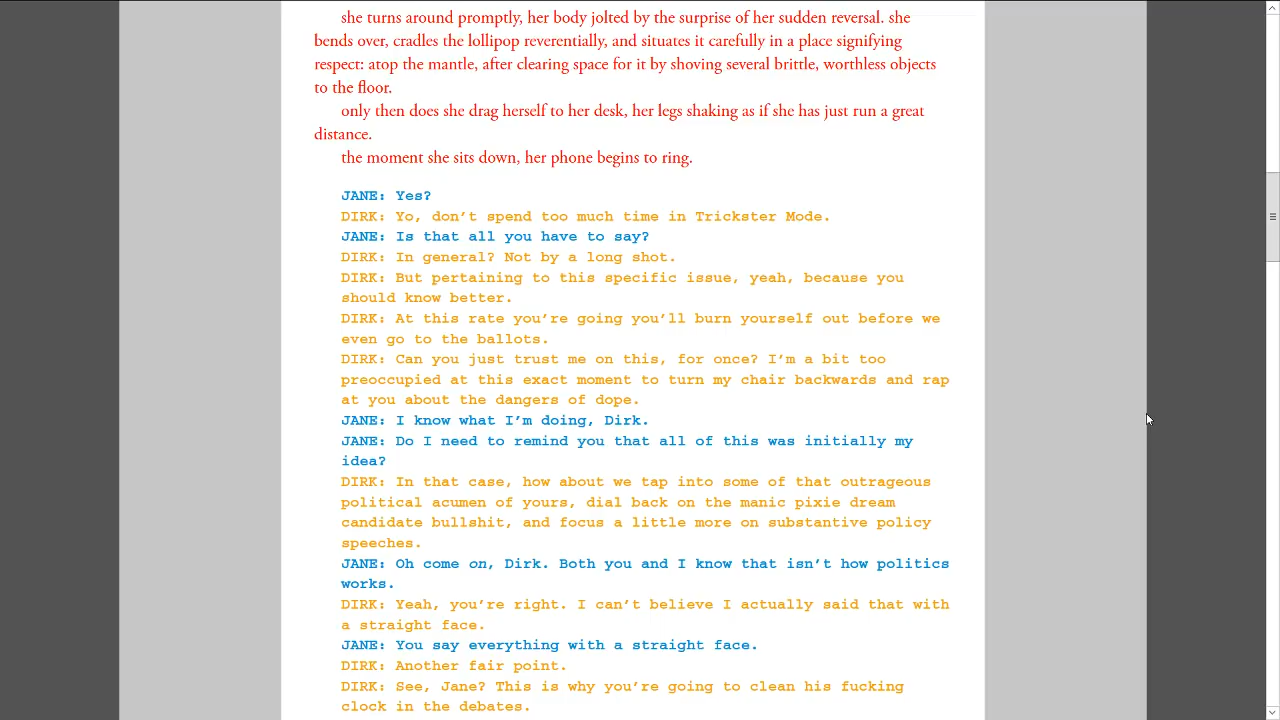 she turns around promptly, her body jolted by the surprise of her sudden reversal. she
bends over, cradles the lollipop reverentially, and situates it carefully in a place signifying
respect: atop the mantle, after clearing space for it by shoving several brittle, worthless objects
to the floor.
only then does she drag herself to her desk, her legs shaking as if she has just run a great
distance.
the moment she sits down, her phone begins to ring.
JANE: Yes?
DIRK: Yo, don’t spend too much time in Trickster Mode.
JANE: Is that all you have to say?
DIRK: In general? Not by a long shot.
DIRK: But pertaining to this specific issue, yeah, because you
should know better.
DIRK: At this rate you’re going you’ll burn yourself out before we
even go to the ballots.
DIRK: Can you just trust me on this, for once? I’m a bit too
preoccupied at this exact moment to turn my chair backwards and rap
at you about the dangers of dope.
JANE: I know what I’m doing, Dirk.
JANE: Do I need to remind you that all of this was initially my
idea?
DIRK: In that case, how about we tap into some of that outrageous
political acumen of yours, dial back on the manic pixie dream
candidate bullshit, and focus a little more on substantive policy
speeches.
JANE: Oh come on, Dirk. Both you and I know that isn’t how politics
works.
DIRK: Yeah, you’re right. I can’t believe I actually said that with
a straight face.
JANE: You say everything with a straight face.
DIRK: Another fair point.
DIRK: See, Jane? This is why you’re going to clean his fucking
clock in the debates.